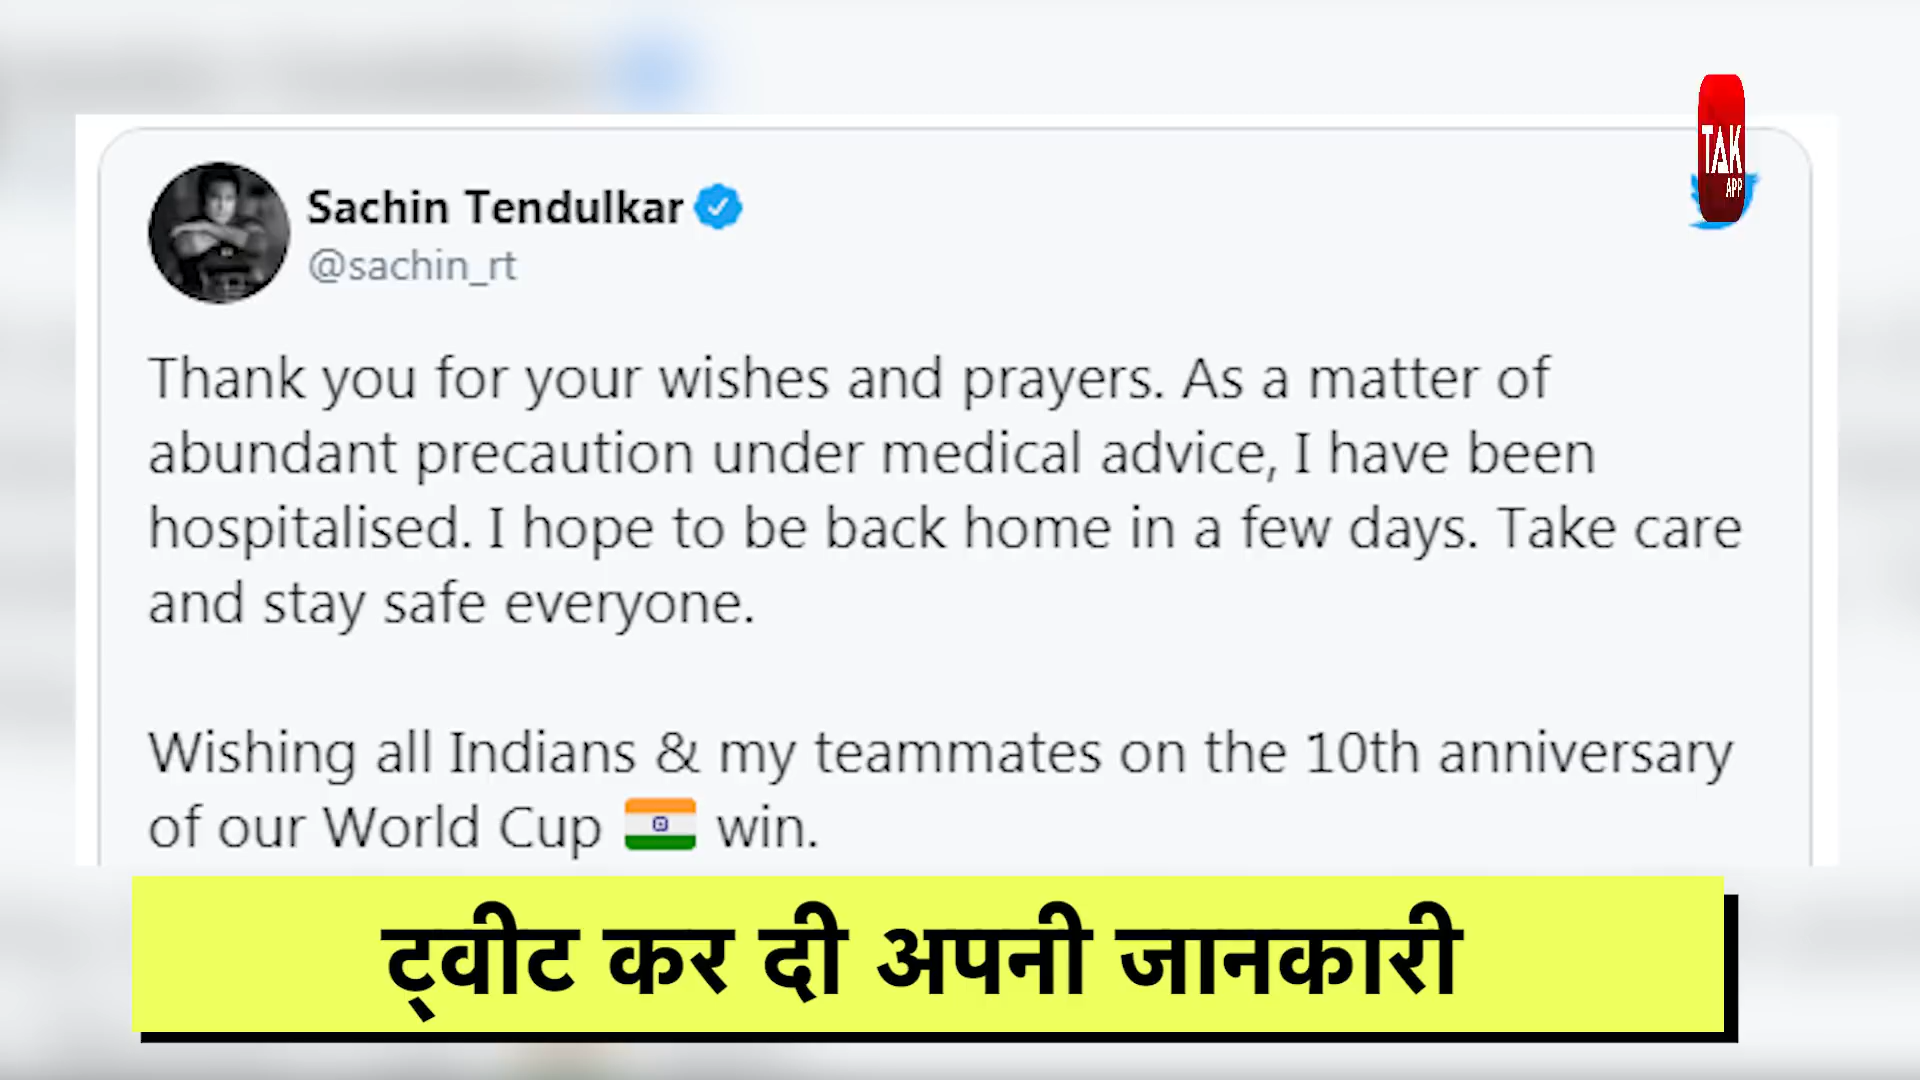 TAK
APP
Sachin Tendulkar
@sachin_rt
Thank you for your wishes and prayers. As a matter of
abundant precaution under medical advice, I have been
hospitalised. I hope to be back home in a few days. Take care
and stay safe everyone.
Wishing all Indians & my teammates on the 10th anniversary
of our World Cup 🇮🇳 win.
ट्वीट कर दी अपनी जानकारी